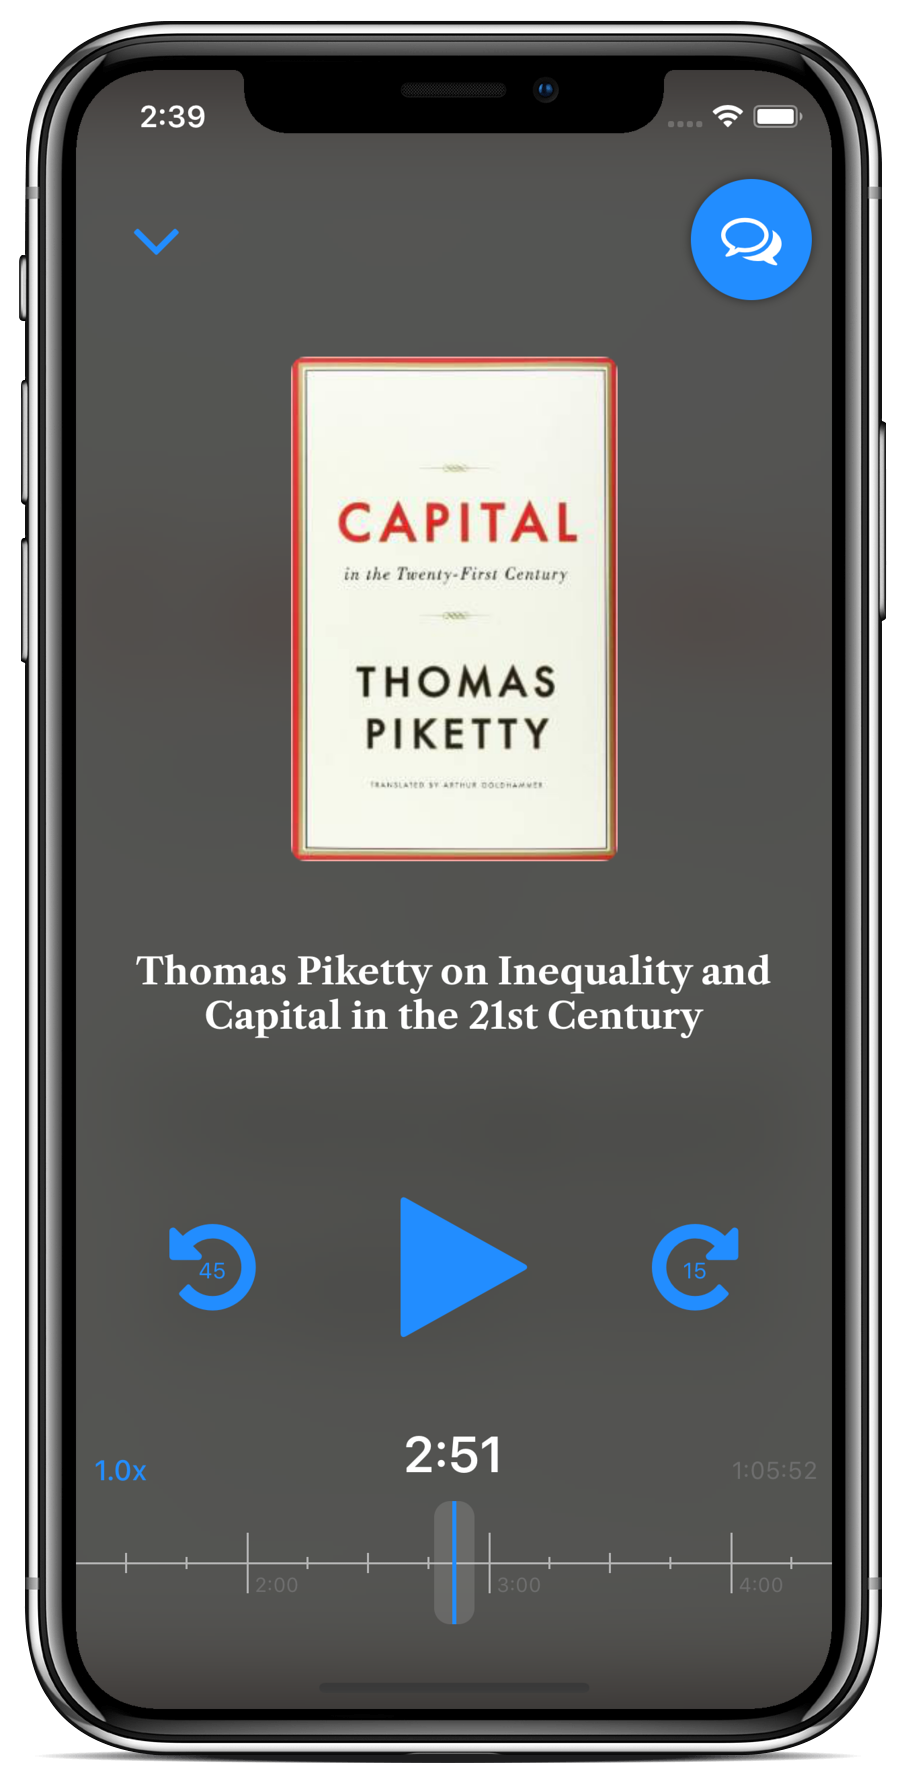 2:39
CAPITAL
in the Twenty-First Century
THOMAS
PIKETTY
TRANSLATED BY ARTHUR GOLDHAMMER
Thomas Piketty on Inequality and
Capital in the 21st Century
45
15
1.0x
2:51
1:05:52
2:00
3:00
4:00